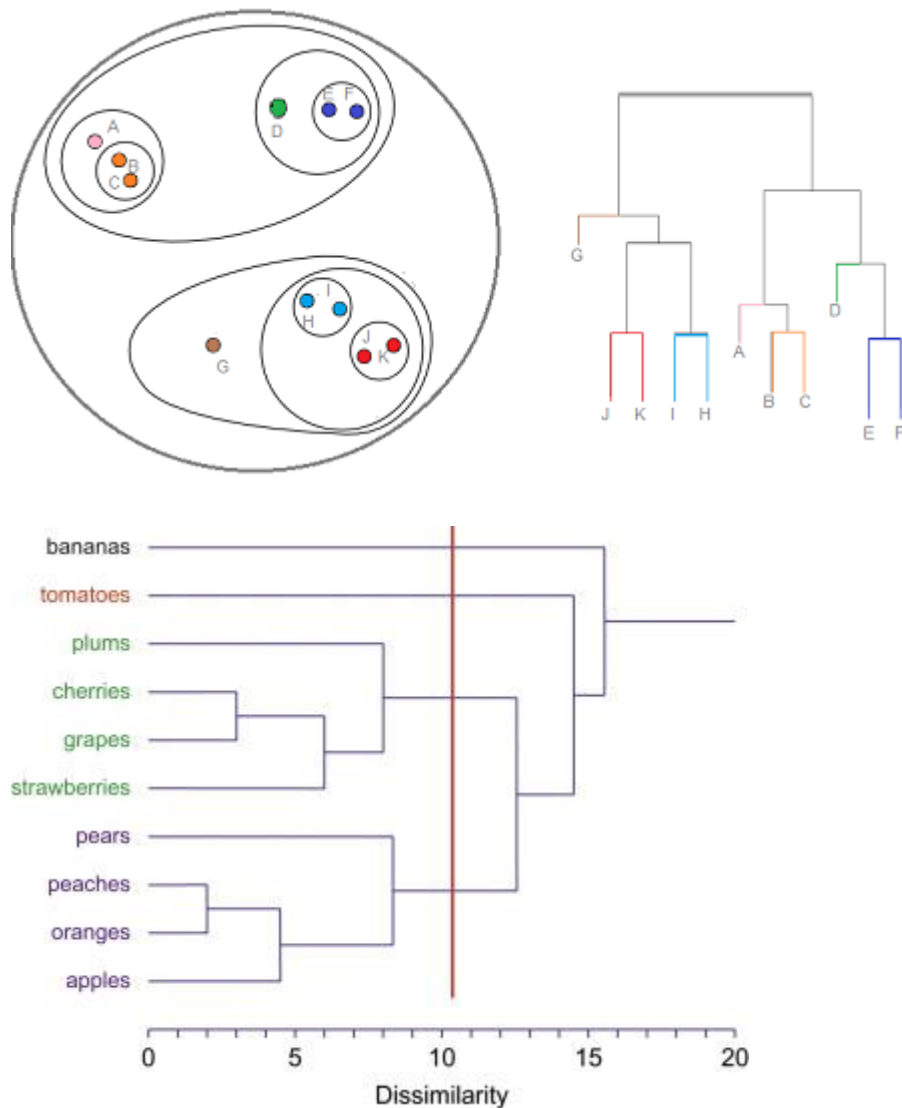 A
B
C
D
E F
G
H
I
J
K
G
J K I H
A
B C
D
E F
bananas
tomatoes
plums
cherries
grapes
strawberries
pears
peaches
oranges
apples
0 5 10 15 20
Dissimilarity